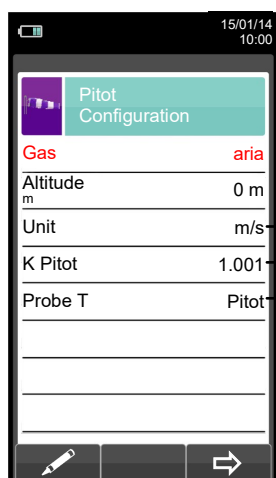 15/01/14
10:00
Pitot
Configuration
Gas aria
Altitude
m 0 m
Unit m/s
K Pitot 1.001
Probe T Pitot